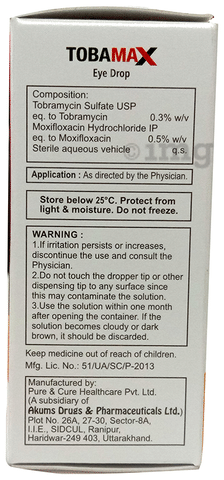 TOBAMAX
Eye Drop
Composition:
Tobramycin Sulfate USP
eq. to Tobramycin 0.3% w/v
Moxifloxacin Hydrochloride IP
eq. to Moxifloxacin 0.5% w/v
Sterile aqueous vehicle q.s.
Application : As directed by the Physician.
Store below 25°C. Protect from
light & moisture. Do not freeze.
WARNING :
1.If irritation persists or increases,
discontinue the use and consult the
Physician.
2.Do not touch the dropper tip or other
dispensing tip to any surface since
this may contaminate the solution.
3.Use the solution within one month
after opening the container. If the
solution becomes cloudy or dark
brown, it should be discarded.
Keep medicine out of reach of children.
Mfg. Lic. No.: 51/UA/SC/P-2013
Manufactured by:
Pure & Cure Healthcare Pvt. Ltd.
(A subsidiary of
Akums Drugs & Pharmaceuticals Ltd.)
Plot No. 26A, 27-30, Sector-8A,
I.I.E., SIDCUL, Ranipur,
Haridwar-249 403, Uttarakhand.